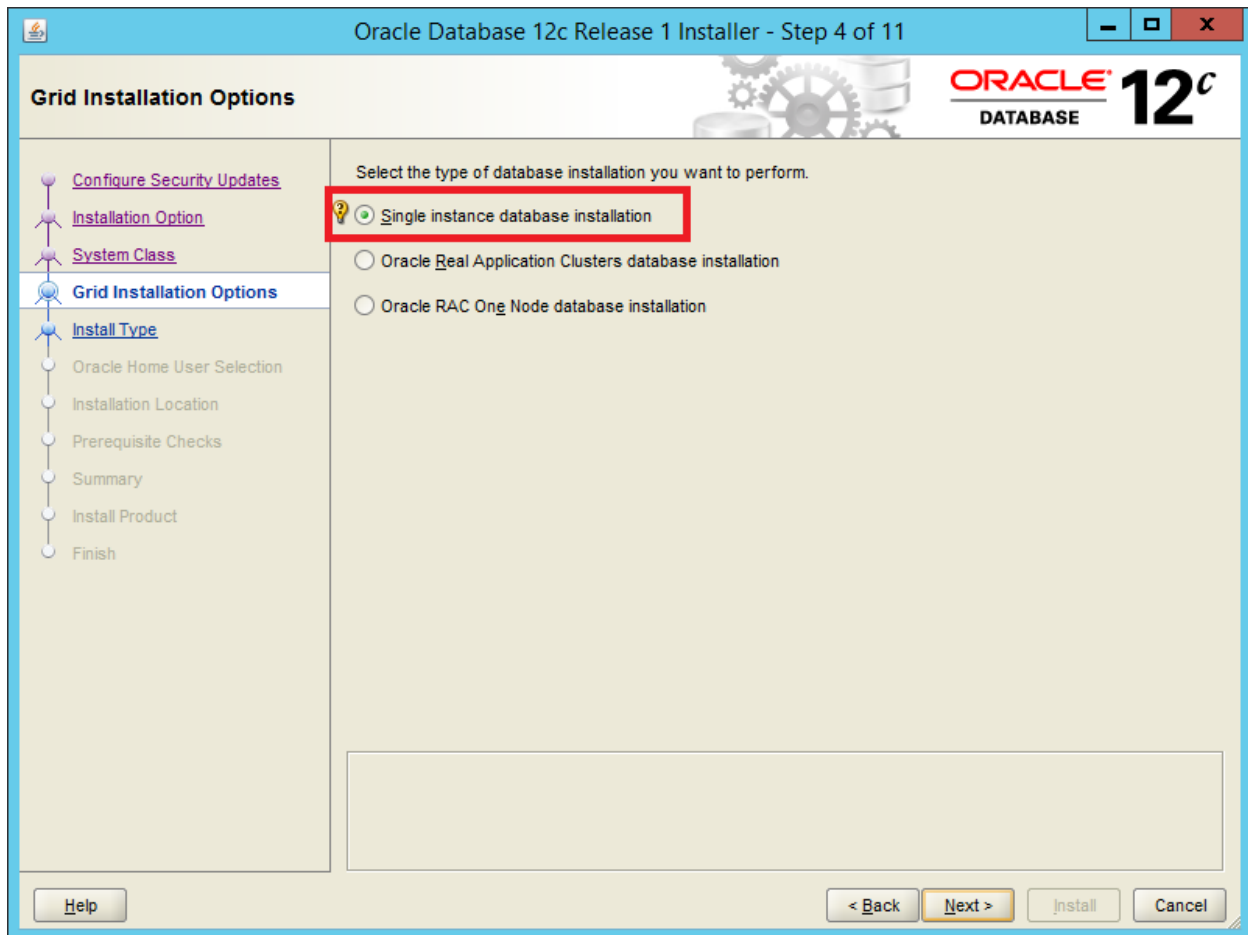 Oracle Database 12c Release 1 Installer - Step 4 of 11
Grid Installation Options
ORACLE®
DATABASE
12c
Configure Security Updates
Installation Option
System Class
Grid Installation Options
Install Type
Oracle Home User Selection
Installation Location
Prerequisite Checks
Summary
Install Product
Finish
Select the type of database installation you want to perform.
Single instance database installation
Oracle Real Application Clusters database installation
Oracle RAC One Node database installation
Help
< Back
Next >
Install
Cancel